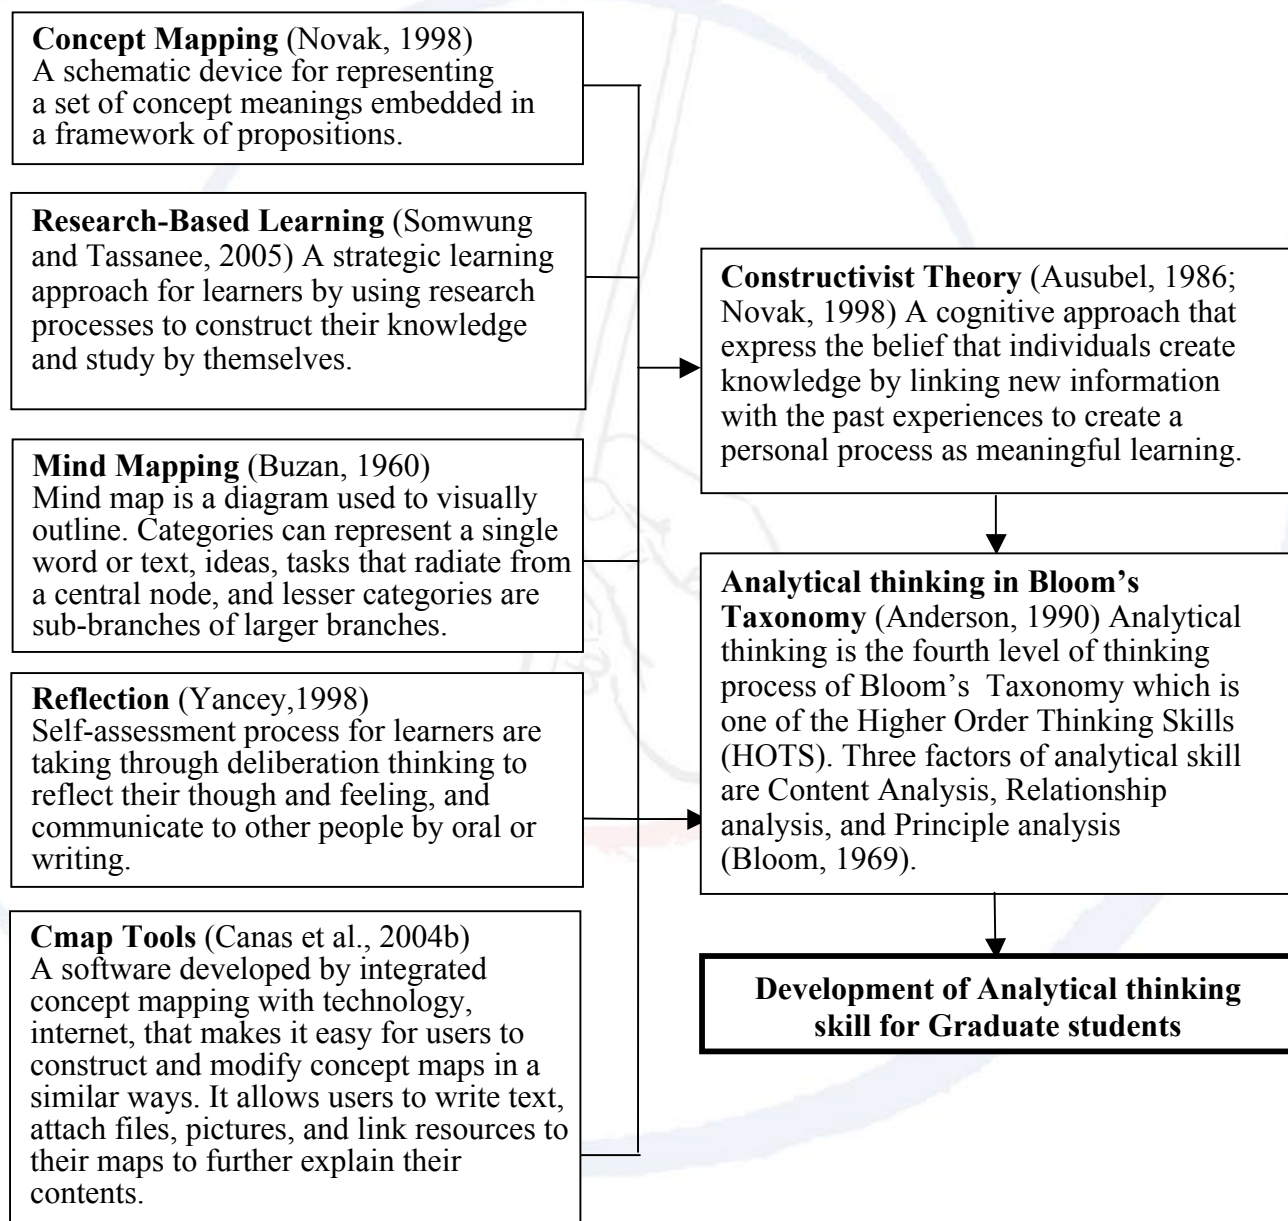 Concept Mapping (Novak, 1998)
A schematic device for representing
a set of concept meanings embedded in
a framework of propositions.
Research-Based Learning (Somwung
and Tassanee, 2005) A strategic learning
approach for learners by using research
processes to construct their knowledge
and study by themselves.
Mind Mapping (Buzan, 1960)
Mind map is a diagram used to visually
outline. Categories can represent a single
word or text, ideas, tasks that radiate from
a central node, and lesser categories are
sub-branches of larger branches.
Reflection (Yancey,1998)
Self-assessment process for learners are
taking through deliberation thinking to
reflect their though and feeling, and
communicate to other people by oral or
writing.
Cmap Tools (Canas et al., 2004b)
A software developed by integrated
concept mapping with technology,
internet, that makes it easy for users to
construct and modify concept maps in a
similar ways. It allows users to write text,
attach files, pictures, and link resources to
their maps to further explain their
contents.
Constructivist Theory (Ausubel, 1986;
Novak, 1998) A cognitive approach that
express the belief that individuals create
knowledge by linking new information
with the past experiences to create a
personal process as meaningful learning.
Analytical thinking in Bloom’s
Taxonomy (Anderson, 1990) Analytical
thinking is the fourth level of thinking
process of Bloom’s Taxonomy which is
one of the Higher Order Thinking Skills
(HOTS). Three factors of analytical skill
are Content Analysis, Relationship
analysis, and Principle analysis
(Bloom, 1969).
Development of Analytical thinking
skill for Graduate students